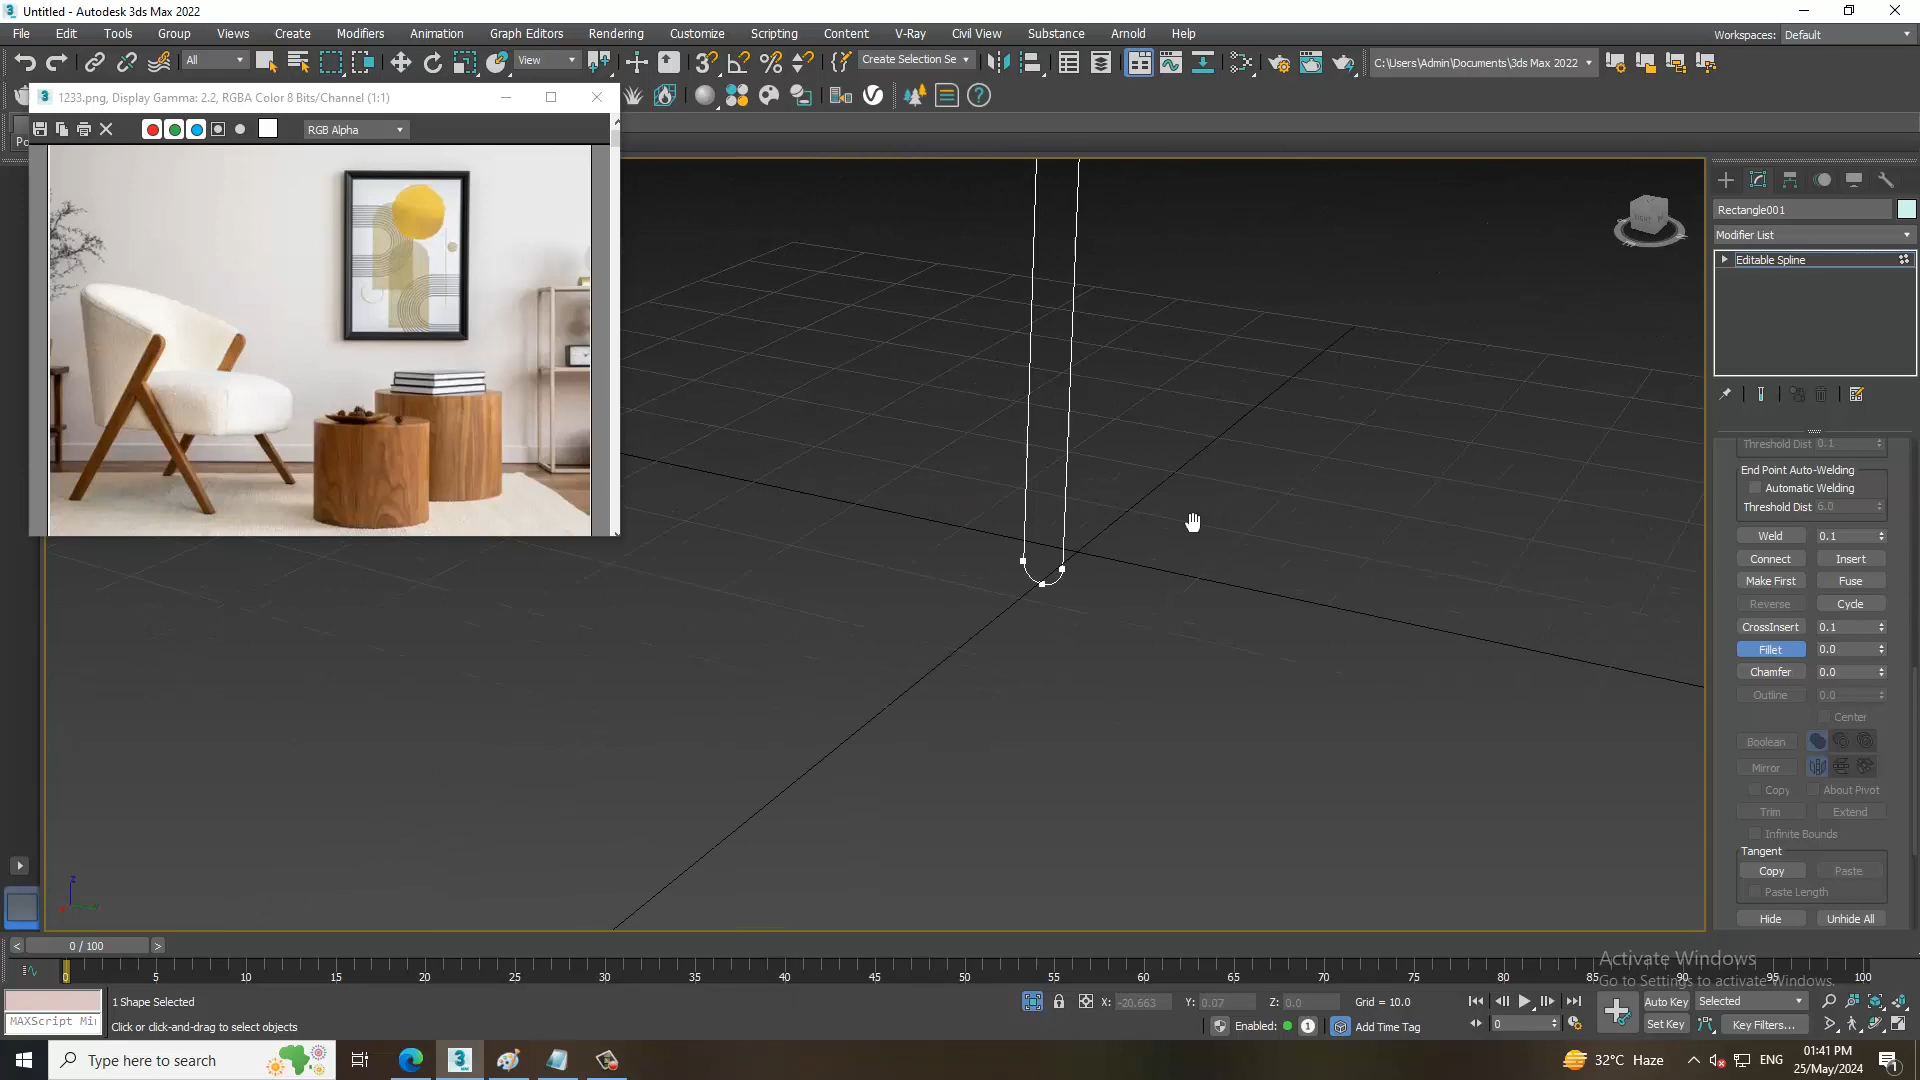 Untitled - Autodesk 3ds Max 2022
File Edit Tools Group Views Create Modifiers Animation Graph Editors Rendering Customize Scripting Content V-Ray Civil View Substance Arnold Help
Workspaces: Default
All View Create Selection Se C:\Users\Admin\Documents\3ds Max 2022
1233.png, Display Gamma: 2.2, RGBA Color 8 Bits/Channel (1:1)
RGB Alpha
Rectangle001
Modifier List
Editable Spline
Threshold Dist 0.1
End Point Auto-Welding
Automatic Welding
Threshold Dist 6.0
Weld 0.1
Connect Insert
Make First Fuse
Reverse Cycle
CrossInsert 0.1
Fillet 0.0
Chamfer 0.0
Outline 0.0
Center
Boolean
Mirror
Copy About Pivot
Trim Extend
Infinite Bounds
Tangent
Copy Paste
Paste Length
Hide Unhide All
0 / 100
0 5 10 15 20 25 30 35 40 45 50 55 60 65 70 75 80 85 90 95 100
Activate Windows
Go to Settings to activate Windows.
1 Shape Selected
X: -20.663 Y: 0.07 Z: 0.0 Grid = 10.0
Auto Key Selected
MAXScript Mi
Click or click-and-drag to select objects
Enabled: Add Time Tag
0
Set Key Key Filters...
Type here to search
32°C Haze
ENG
01:41 PM
25/May/2024